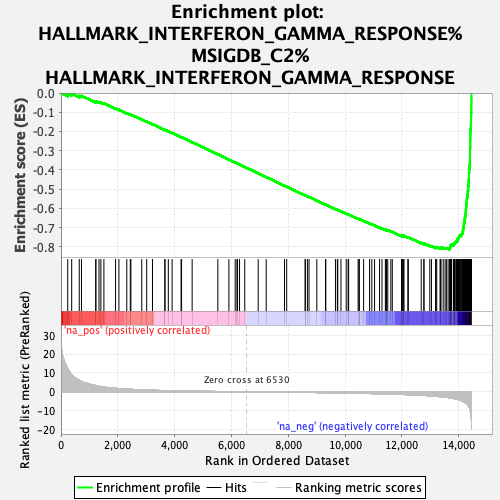 Enrichment plot:
HALLMARK_INTERFERON_GAMMA_RESPONSE%
MSIGDB_C2%
HALLMARK_INTERFERON_GAMMA_RESPONSE
Enrichment score (ES)
0.0
-0.1
-0.2
-0.3
-0.4
-0.5
-0.6
-0.7
-0.8
'na_pos' (positively correlated)
Ranked list metric (PreRanked)
30
20
10
0
-10
-20
Zero cross at 6530
'na_neg' (negatively correlated)
0 2,000 4,000 6,000 8,000 10,000 12,000 14,000
Rank in Ordered Dataset
Enrichment profile Hits Ranking metric scores